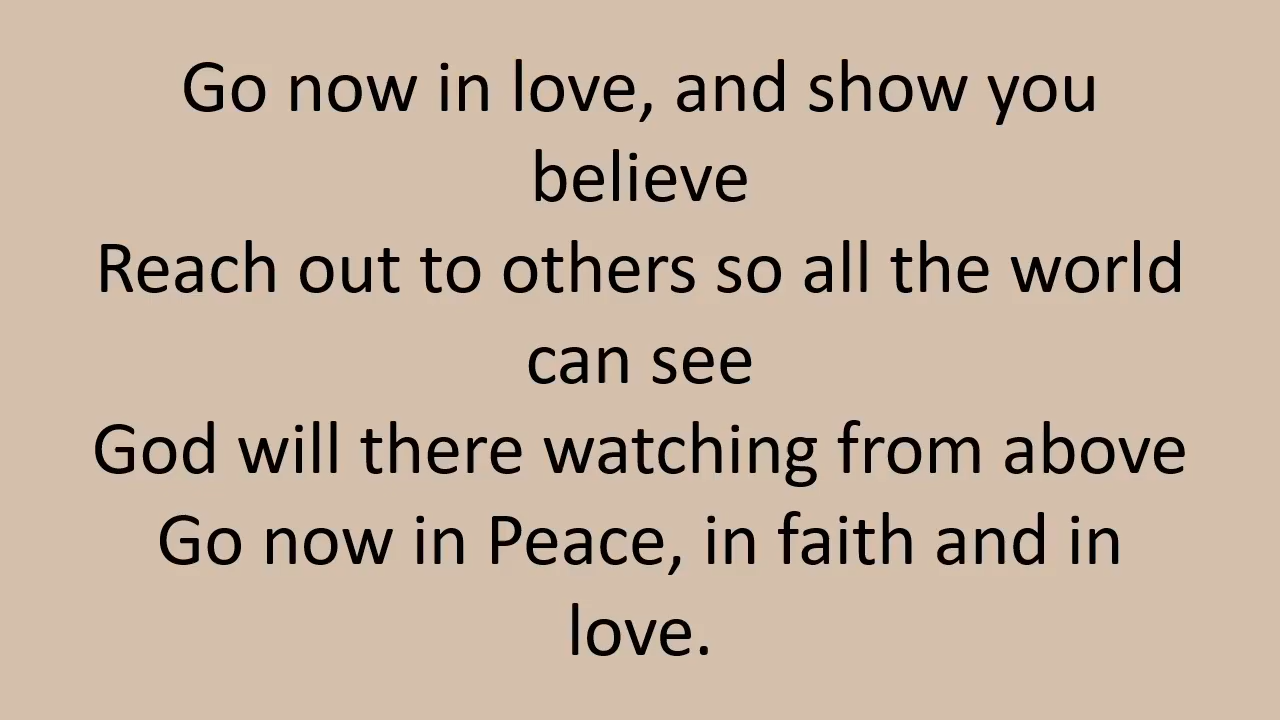 Go now in love, and show you
believe
Reach out to others so all the world
can see
God will there watching from above
Go now in Peace, in faith and in
love.